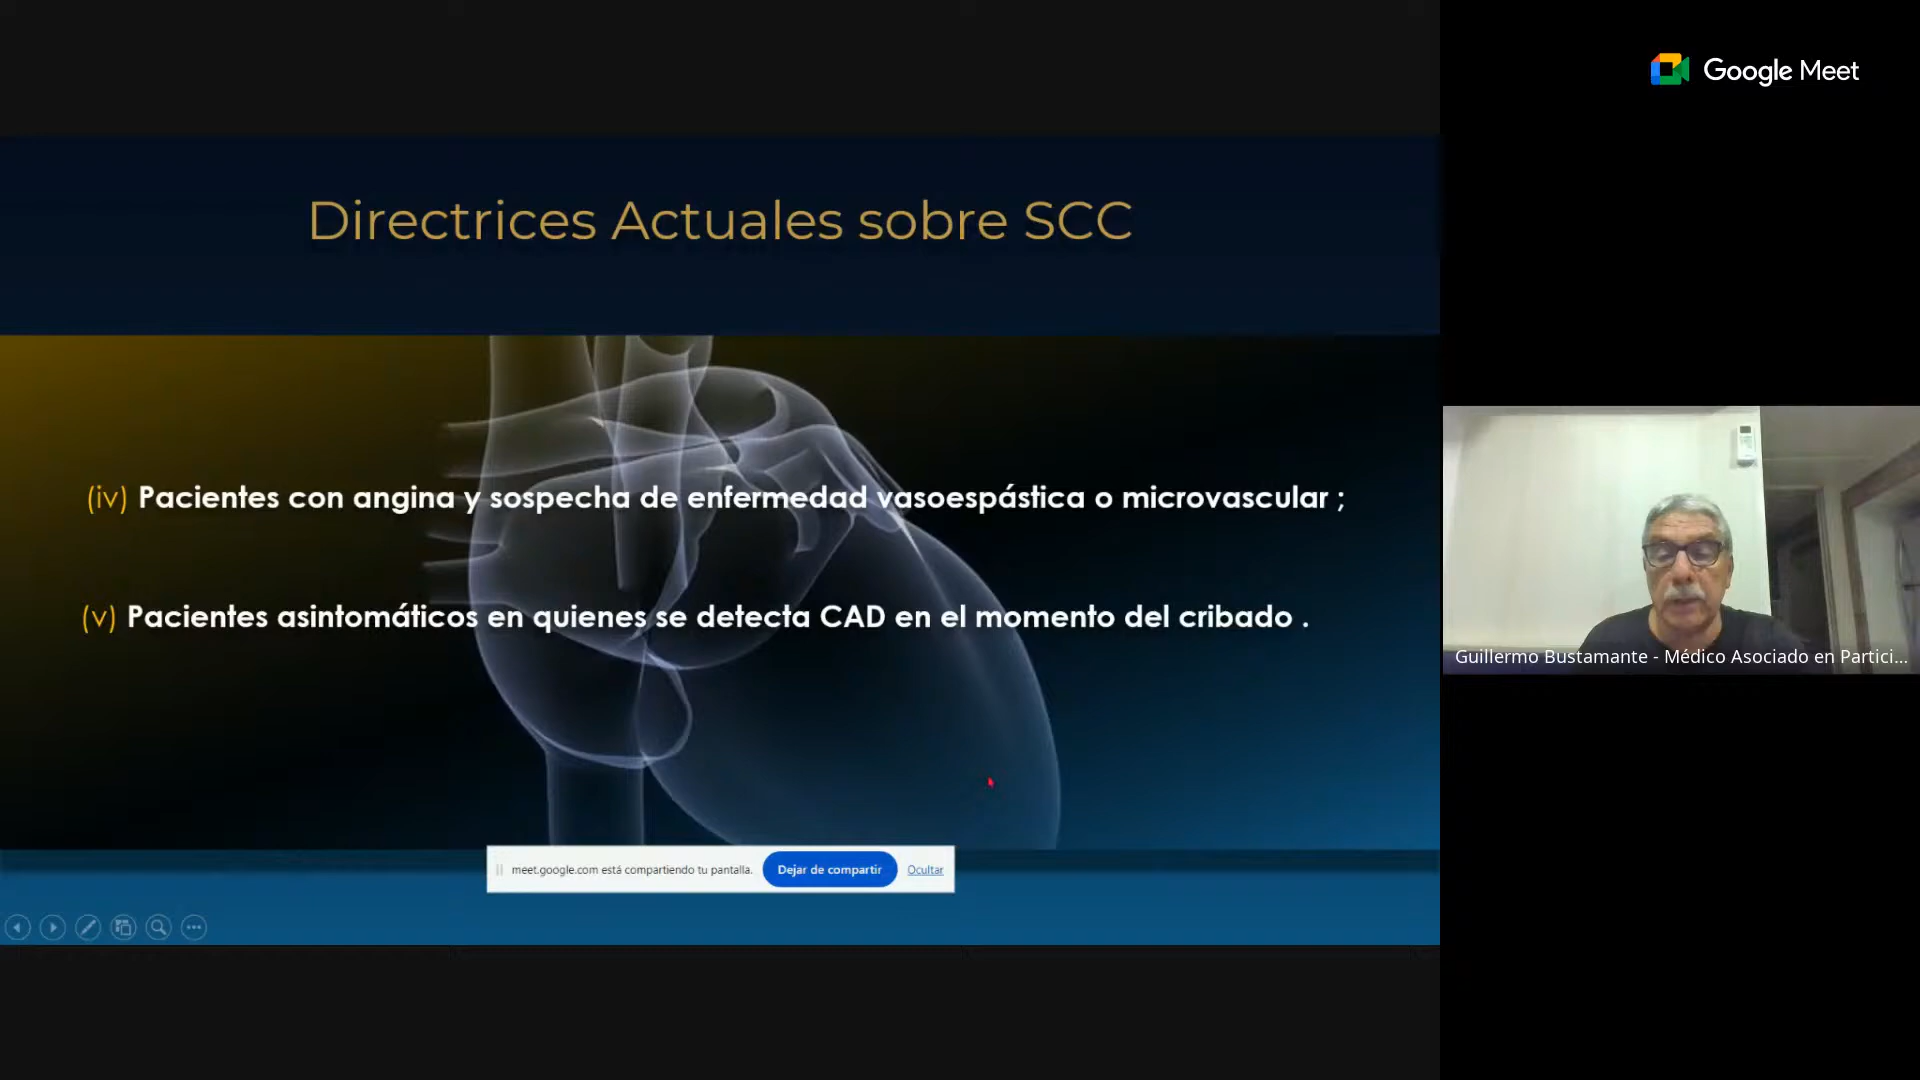 Google Meet
Directrices Actuales sobre SCC
(iv) Pacientes con angina y sospecha de enfermedad vasoespástica o microvascular ;
(v) Pacientes asintomáticos en quienes se detecta CAD en el momento del cribado .
Guillermo Bustamante - Médico Asociado en Partici...
meet.google.com está compartiendo tu pantalla. Dejar de compartir Ocultar